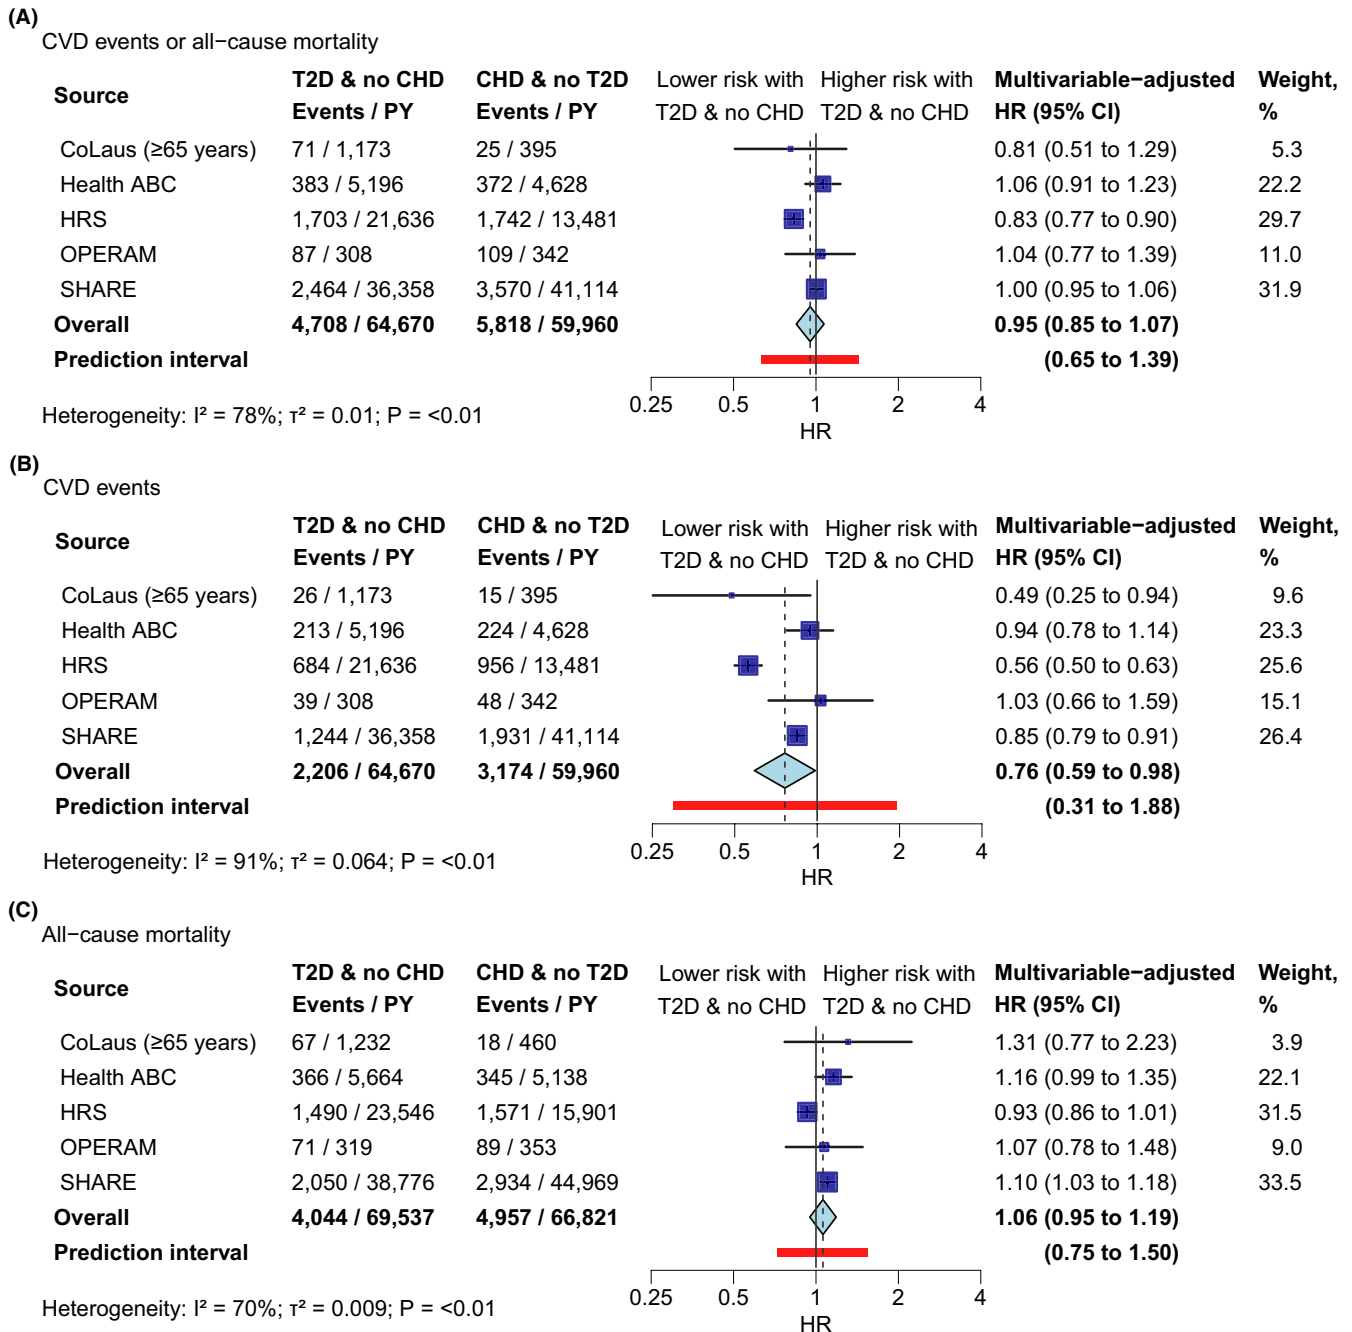 (A)
CVD events or all−cause mortality
Source T2D & no CHD Events / PY CHD & no T2D Events / PY Lower risk with T2D & no CHD Higher risk with T2D & no CHD Multivariable−adjusted HR (95% CI) Weight, %
CoLaus (≥65 years) 71 / 1,173 25 / 395 0.81 (0.51 to 1.29) 5.3
Health ABC 383 / 5,196 372 / 4,628 1.06 (0.91 to 1.23) 22.2
HRS 1,703 / 21,636 1,742 / 13,481 0.83 (0.77 to 0.90) 29.7
OPERAM 87 / 308 109 / 342 1.04 (0.77 to 1.39) 11.0
SHARE 2,464 / 36,358 3,570 / 41,114 1.00 (0.95 to 1.06) 31.9
Overall 4,708 / 64,670 5,818 / 59,960 0.95 (0.85 to 1.07)
Prediction interval (0.65 to 1.39)
0.25 0.5 1 2 4
Heterogeneity: I² = 78%; τ² = 0.01; P = <0.01
HR
(B)
CVD events
Source T2D & no CHD Events / PY CHD & no T2D Events / PY Lower risk with T2D & no CHD Higher risk with T2D & no CHD Multivariable−adjusted HR (95% CI) Weight, %
CoLaus (≥65 years) 26 / 1,173 15 / 395 0.49 (0.25 to 0.94) 9.6
Health ABC 213 / 5,196 224 / 4,628 0.94 (0.78 to 1.14) 23.3
HRS 684 / 21,636 956 / 13,481 0.56 (0.50 to 0.63) 25.6
OPERAM 39 / 308 48 / 342 1.03 (0.66 to 1.59) 15.1
SHARE 1,244 / 36,358 1,931 / 41,114 0.85 (0.79 to 0.91) 26.4
Overall 2,206 / 64,670 3,174 / 59,960 0.76 (0.59 to 0.98)
Prediction interval (0.31 to 1.88)
0.25 0.5 1 2 4
Heterogeneity: I² = 91%; τ² = 0.064; P = <0.01
HR
(C)
All−cause mortality
Source T2D & no CHD Events / PY CHD & no T2D Events / PY Lower risk with T2D & no CHD Higher risk with T2D & no CHD Multivariable−adjusted HR (95% CI) Weight, %
CoLaus (≥65 years) 67 / 1,232 18 / 460 1.31 (0.77 to 2.23) 3.9
Health ABC 366 / 5,664 345 / 5,138 1.16 (0.99 to 1.35) 22.1
HRS 1,490 / 23,546 1,571 / 15,901 0.93 (0.86 to 1.01) 31.5
OPERAM 71 / 319 89 / 353 1.07 (0.78 to 1.48) 9.0
SHARE 2,050 / 38,776 2,934 / 44,969 1.10 (1.03 to 1.18) 33.5
Overall 4,044 / 69,537 4,957 / 66,821 1.06 (0.95 to 1.19)
Prediction interval (0.75 to 1.50)
0.25 0.5 1 2 4
Heterogeneity: I² = 70%; τ² = 0.009; P = <0.01
HR